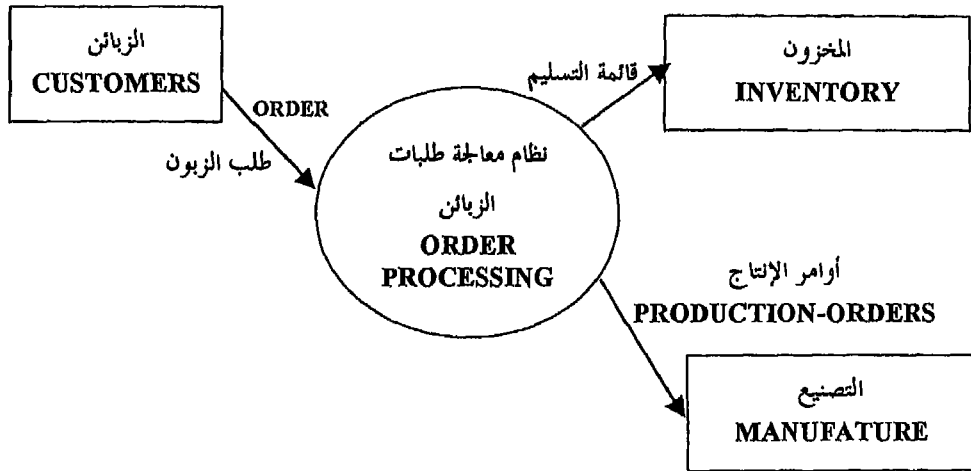 الزبائن
CUSTOMERS
ORDER
طلب الزبون
نظام معالجة طلبات
الزبائن
ORDER
PROCESSING
قائمة التسليم
المخزون
INVENTORY
أوامر الإنتاج
PRODUCTION-ORDERS
التصنيع
MANUFATURE